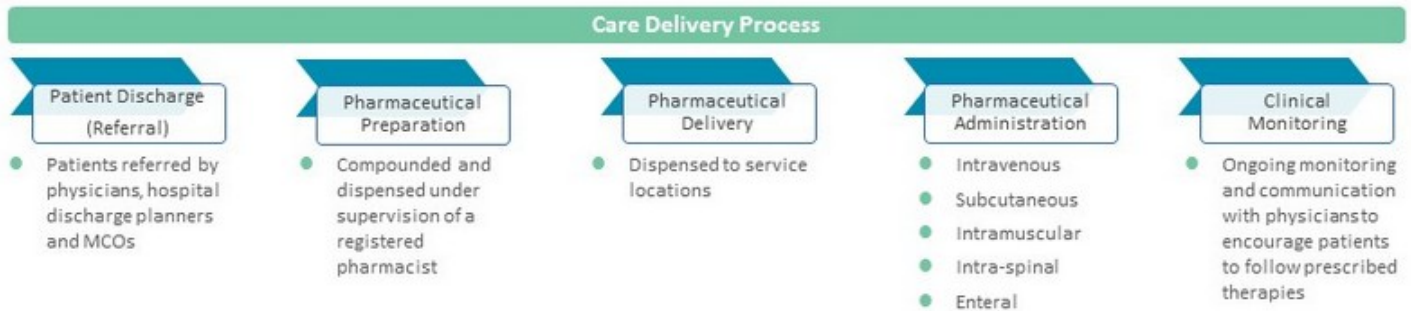 Care Delivery Process
Patient Discharge
(Referral)
Patients referred by
physicians, hospital
discharge planners
and MCOs
Pharmaceutical
Preparation
Compounded and
dispensed under
supervision of a
registered
pharmacist
Pharmaceutical
Delivery
Dispensed to service
locations
Pharmaceutical
Administration
Intravenous
Subcutaneous
Intramuscular
Intra-spinal
Enteral
Clinical
Monitoring
Ongoing monitoring
and communication
with physicians to
encourage patients
to follow prescribed
therapies